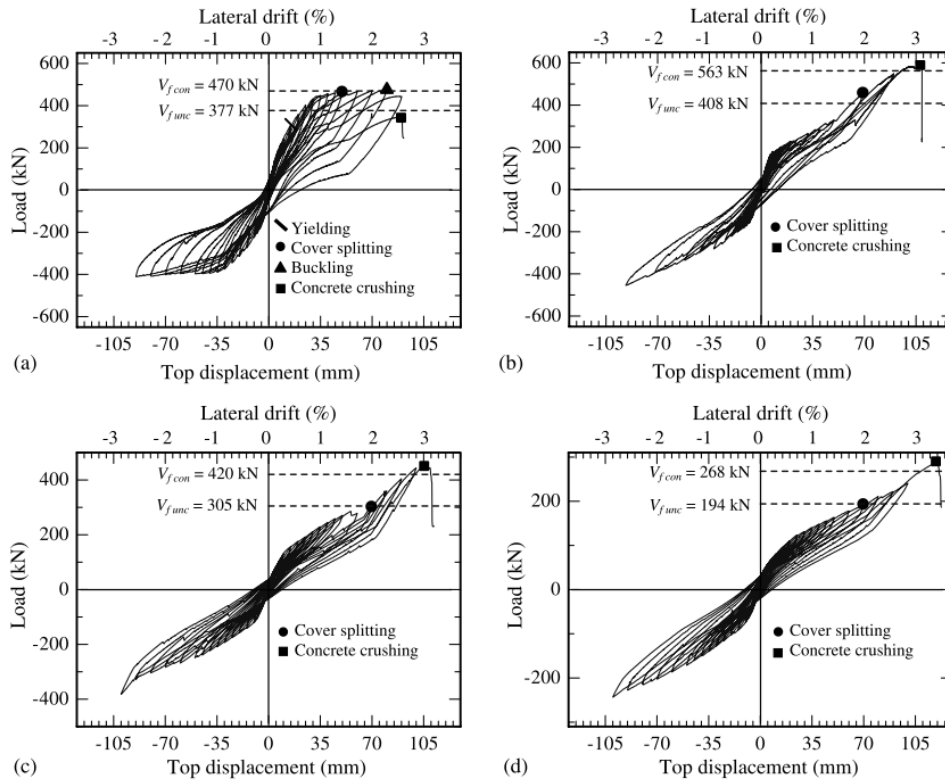 Lateral drift (%)
-3 -2 -1 0 1 2 3
600
400
200
0
-200
-400
-600
Load (kN)
V_f con = 470 kN
V_f unc = 377 kN
Yielding
Cover splitting
Buckling
Concrete crushing
-105 -70 -35 0 35 70 105
(a)
Top displacement (mm)
Lateral drift (%)
-3 -2 -1 0 1 2 3
600
400
200
0
-200
-400
-600
Load (kN)
V_f con = 563 kN
V_f unc = 408 kN
Cover splitting
Concrete crushing
-105 -70 -35 0 35 70 105
(b)
Top displacement (mm)
Lateral drift (%)
-3 -2 -1 0 1 2 3
400
200
0
-200
-400
Load (kN)
V_f con = 420 kN
V_f unc = 305 kN
Cover splitting
Concrete crushing
-105 -70 -35 0 35 70 105
(c)
Top displacement (mm)
Lateral drift (%)
-3 -2 -1 0 1 2 3
200
0
-200
Load (kN)
V_f con = 268 kN
V_f unc = 194 kN
Cover splitting
Concrete crushing
-105 -70 -35 0 35 70 105
(d)
Top displacement (mm)